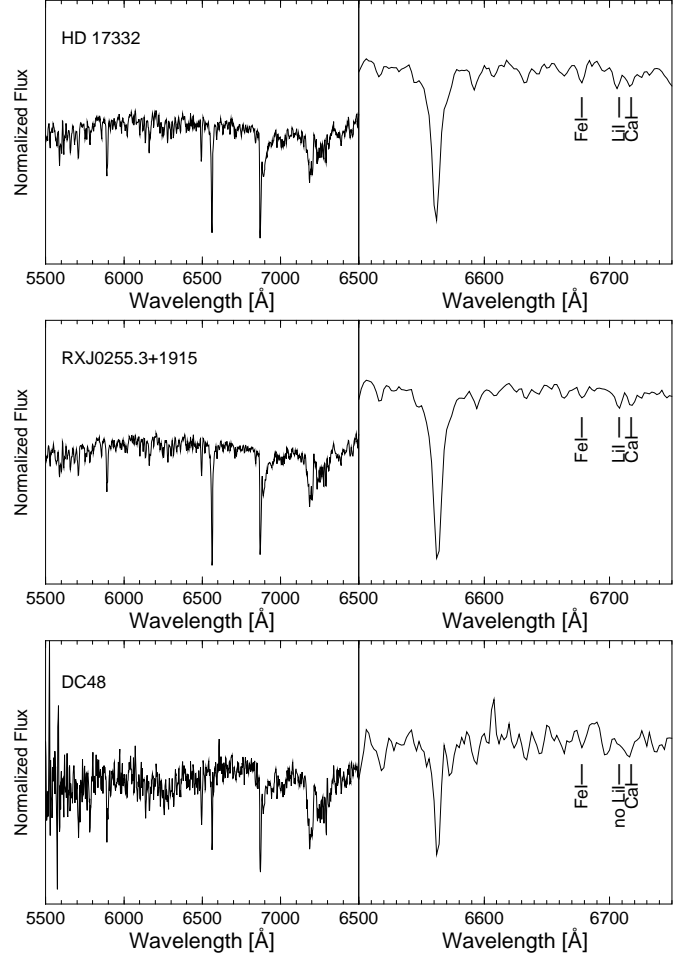 HD 17332
Normalized Flux
FeI
LiI
CaI
5500 6000 6500 7000 6500 6600 6700
Wavelength [Å] Wavelength [Å]
RXJ0255.3+1915
Normalized Flux
FeI
LiI
CaI
5500 6000 6500 7000 6500 6600 6700
Wavelength [Å] Wavelength [Å]
DC48
Normalized Flux
FeI
no LiI
CaI
5500 6000 6500 7000 6500 6600 6700
Wavelength [Å] Wavelength [Å]